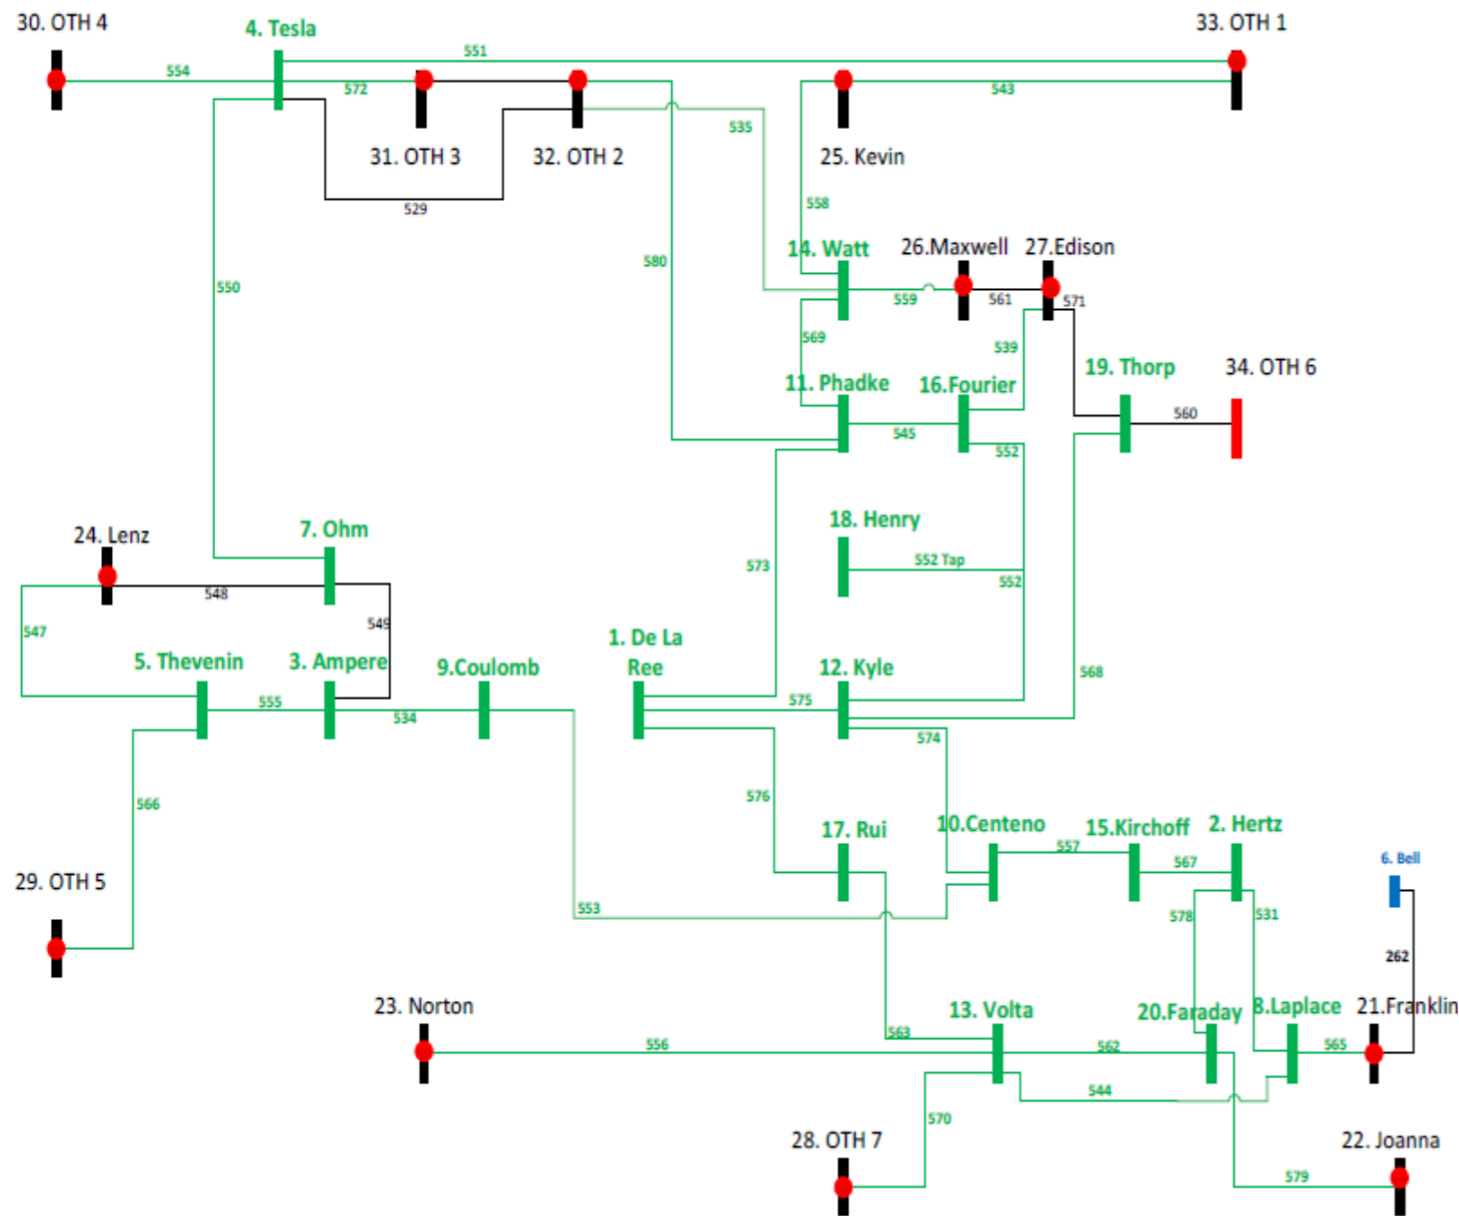 30. OTH 4
4. Tesla
33. OTH 1
551
554
572
543
535
31. OTH 3
32. OTH 2
25. Kevin
529
558
14. Watt
26.Maxwell
27.Edison
580
550
559
561
571
569
539
11. Phadke
16.Fourier
19. Thorp
34. OTH 6
560
545
552
18. Henry
7. Ohm
24. Lenz
552 Tap
573
552
548
549
547
1. De La
Ree
5. Thevenin
3. Ampere
9.Coulomb
12. Kyle
568
555
534
575
574
576
566
17. Rui
10.Centeno
15.Kirchoff
2. Hertz
557
567
6. Bell
29. OTH 5
553
578
531
262
23. Norton
13. Volta
20.Faraday
8.Laplace
21.Franklin
563
556
562
565
544
570
28. OTH 7
22. Joanna
579